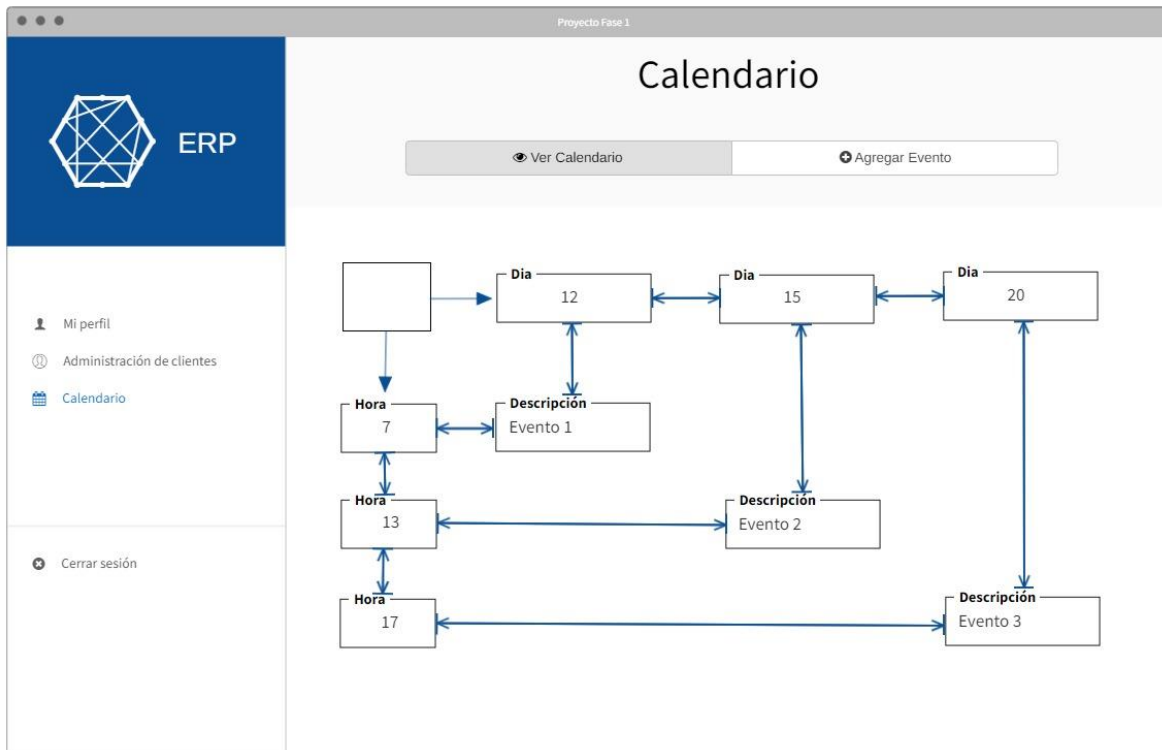 Proyecto Fase 1
ERP
Calendario
Ver Calendario
Agregar Evento
Mi perfil
Administración de clientes
Calendario
Cerrar sesión
Dia
12
Dia
15
Dia
20
Hora
7
Descripción
Evento 1
Hora
13
Descripción
Evento 2
Hora
17
Descripción
Evento 3